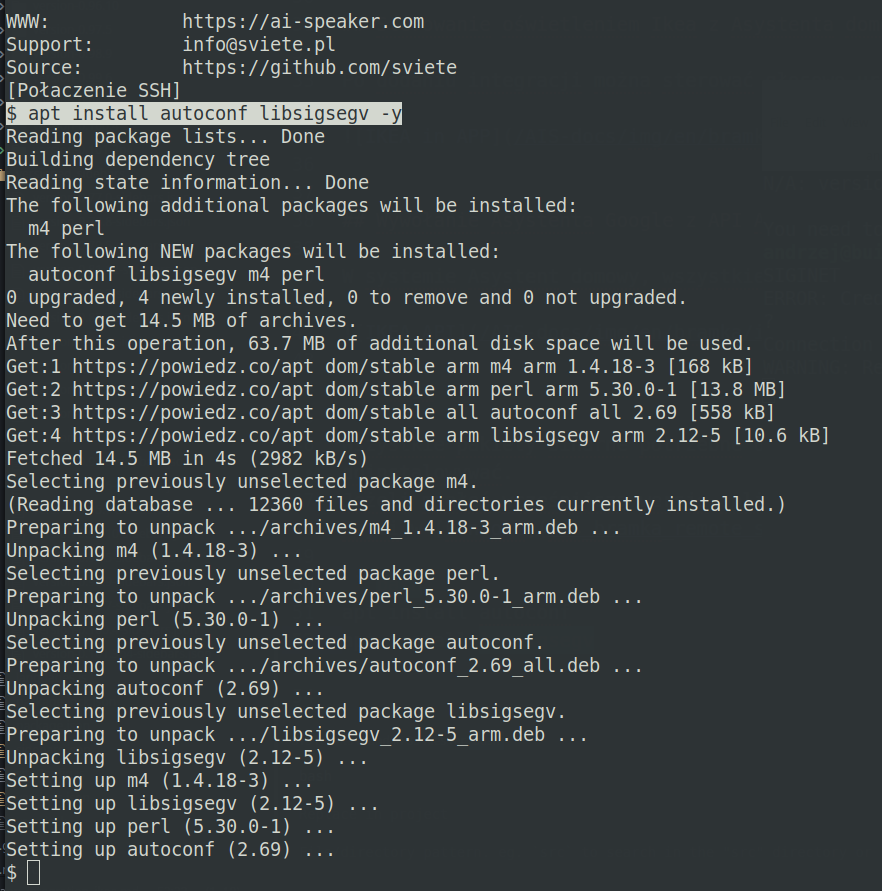 WWW:            https://ai-speaker.com
Support:        info@sviete.pl
Source:         https://github.com/sviete
[Połaczenie SSH]
$ apt install autoconf libsigsegv -y
Reading package lists... Done
Building dependency tree
Reading state information... Done
The following additional packages will be installed:
  m4 perl
The following NEW packages will be installed:
  autoconf libsigsegv m4 perl
0 upgraded, 4 newly installed, 0 to remove and 0 not upgraded.
Need to get 14.5 MB of archives.
After this operation, 63.7 MB of additional disk space will be used.
Get:1 https://powiedz.co/apt dom/stable arm m4 arm 1.4.18-3 [168 kB]
Get:2 https://powiedz.co/apt dom/stable arm perl arm 5.30.0-1 [13.8 MB]
Get:3 https://powiedz.co/apt dom/stable all autoconf all 2.69 [558 kB]
Get:4 https://powiedz.co/apt dom/stable arm libsigsegv arm 2.12-5 [10.6 kB]
Fetched 14.5 MB in 4s (2982 kB/s)
Selecting previously unselected package m4.
(Reading database ... 12360 files and directories currently installed.)
Preparing to unpack .../archives/m4_1.4.18-3_arm.deb ...
Unpacking m4 (1.4.18-3) ...
Selecting previously unselected package perl.
Preparing to unpack .../archives/perl_5.30.0-1_arm.deb ...
Unpacking perl (5.30.0-1) ...
Selecting previously unselected package autoconf.
Preparing to unpack .../archives/autoconf_2.69_all.deb ...
Unpacking autoconf (2.69) ...
Selecting previously unselected package libsigsegv.
Preparing to unpack .../libsigsegv_2.12-5_arm.deb ...
Unpacking libsigsegv (2.12-5) ...
Setting up m4 (1.4.18-3) ...
Setting up libsigsegv (2.12-5) ...
Setting up perl (5.30.0-1) ...
Setting up autoconf (2.69) ...
$